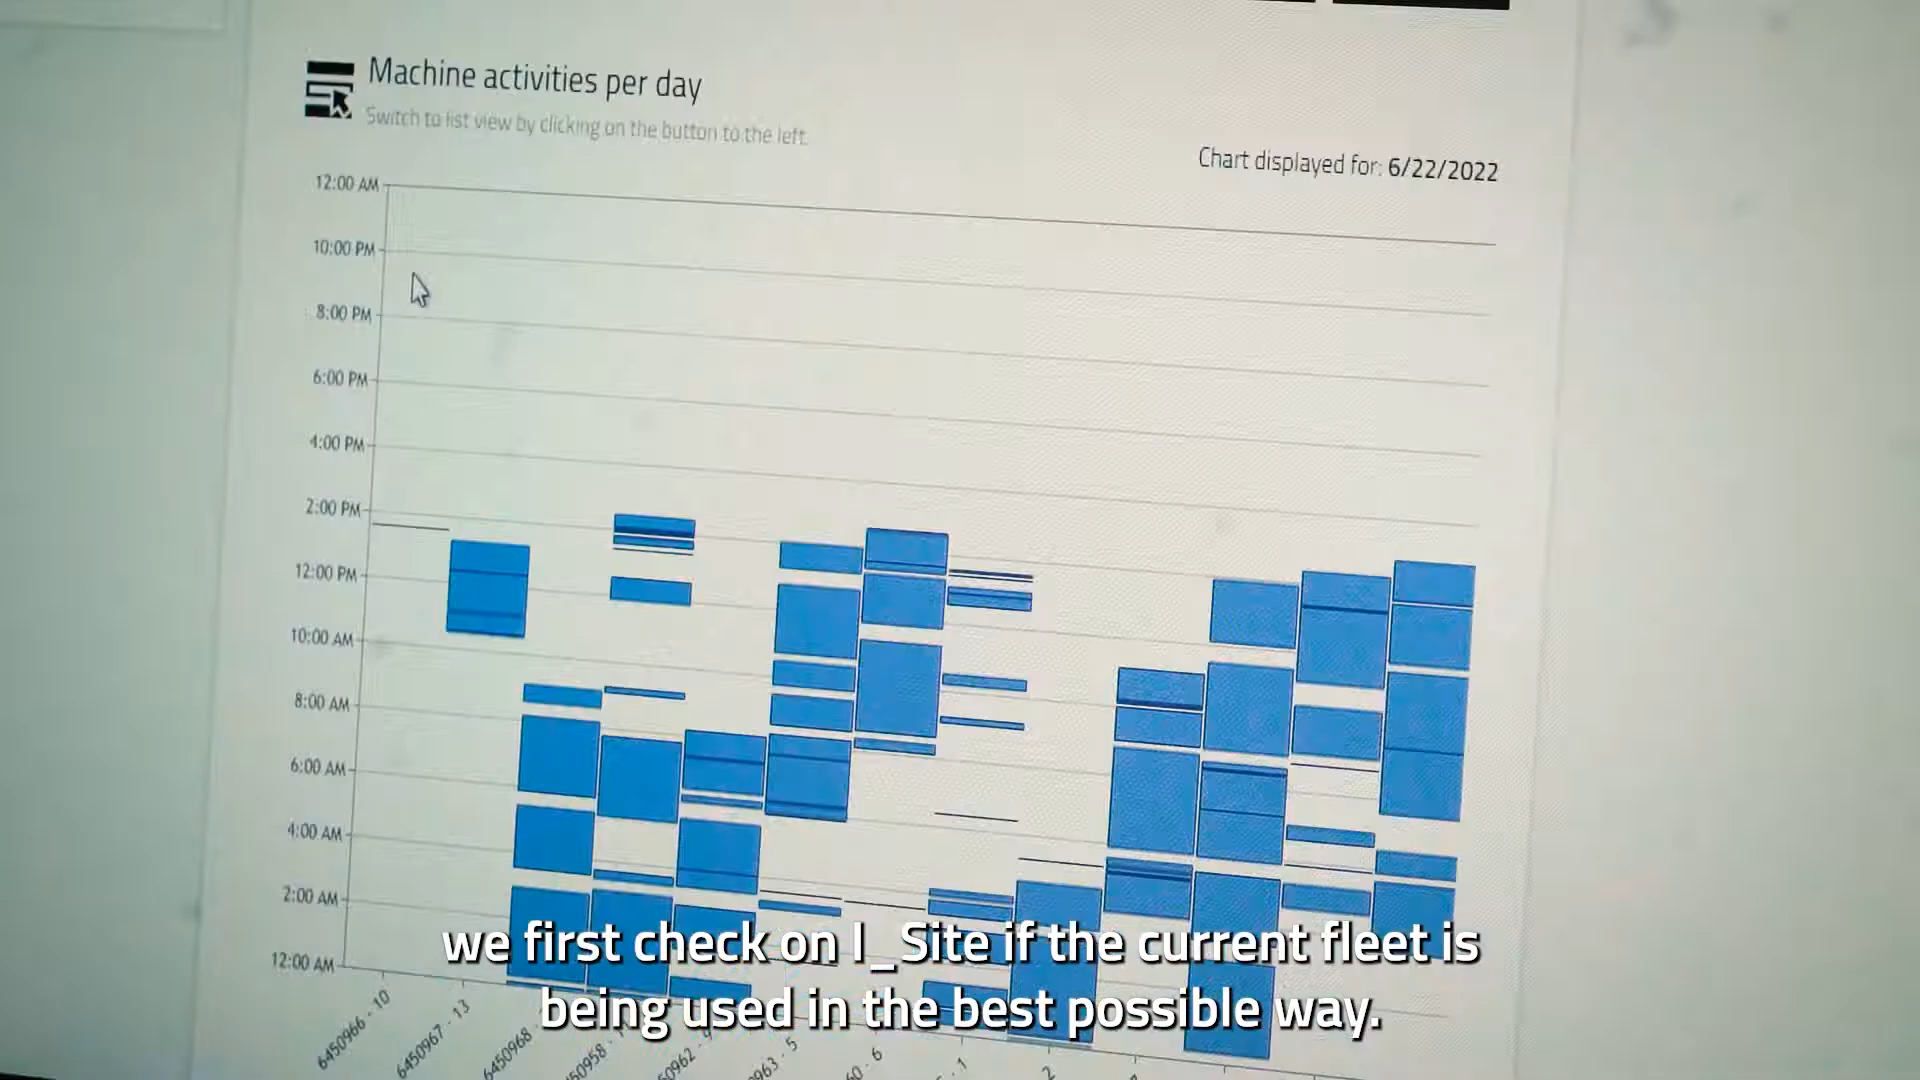 Machine activities per day
Switch to list view by clicking on the button to the left.
Chart displayed for: 6/22/2022
12:00 AM
10:00 PM
8:00 PM
6:00 PM
4:00 PM
2:00 PM
12:00 PM
10:00 AM
8:00 AM
6:00 AM
4:00 AM
2:00 AM
12:00 AM
we first check on I_Site if the current fleet is
being used in the best possible way.
6450966 - 10
6450967 - 13
6450968